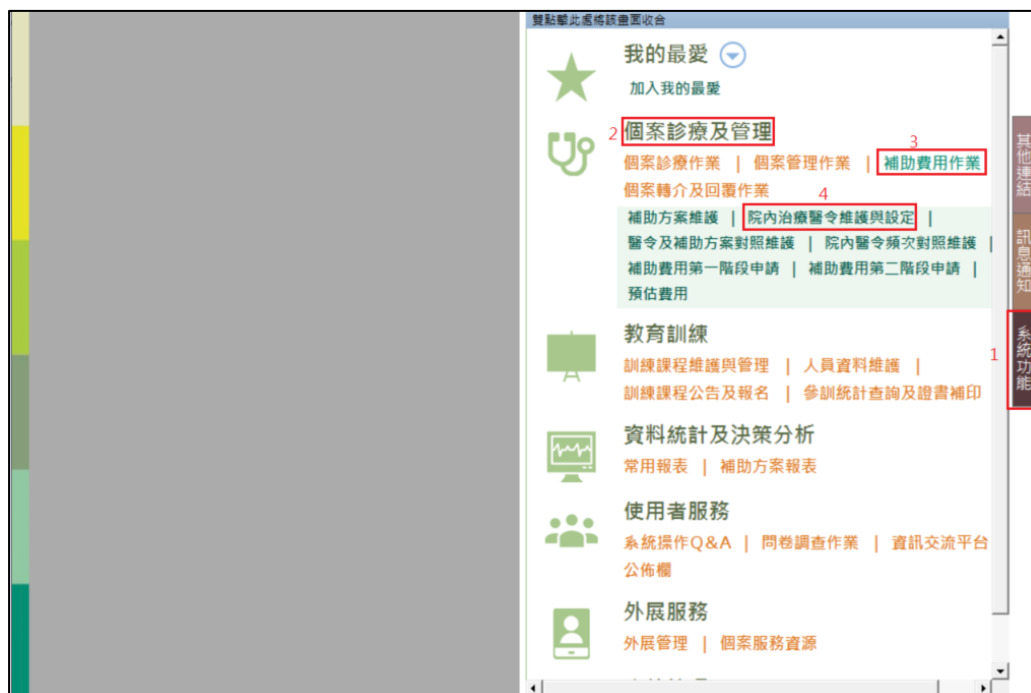 雙點擊此處將該畫面收合
我的最愛
加入我的最愛
2 個案診療及管理
3
個案診療作業 | 個案管理作業 | 補助費用作業
個案轉介及回覆作業
4
補助方案維護 | 院內治療醫令維護與設定 |
醫令及補助方案對照維護 | 院內醫令頻次對照維護 |
補助費用第一階段申請 | 補助費用第二階段申請 |
預估費用
教育訓練
訓練課程維護與管理 | 人員資料維護 |
訓練課程公告及報名 | 參訓統計查詢及證書補印
資料統計及決策分析
常用報表 | 補助方案報表
使用者服務
系統操作Q&A | 問卷調查作業 | 資訊交流平台
公佈欄
外展服務
外展管理 | 個案服務資源
其他連結
訊息通知
1 系統功能